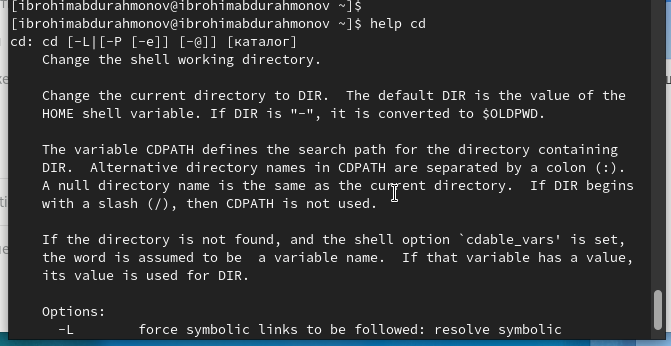 [ibrohimabdurahmonov@ibrohimabdurahmonov ~]$
[ibrohimabdurahmonov@ibrohimabdurahmonov ~]$ help cd
cd: cd [-L|[-P [-e]] [-@]] [каталог]
    Change the shell working directory.

    Change the current directory to DIR.  The default DIR is the value of the
    HOME shell variable. If DIR is "-", it is converted to $OLDPWD.

    The variable CDPATH defines the search path for the directory containing
    DIR.  Alternative directory names in CDPATH are separated by a colon (:).
    A null directory name is the same as the current directory.  If DIR begins
    with a slash (/), then CDPATH is not used.

    If the directory is not found, and the shell option `cdable_vars' is set,
    the word is assumed to be  a variable name.  If that variable has a value,
    its value is used for DIR.

    Options:
      -L        force symbolic links to be followed: resolve symbolic